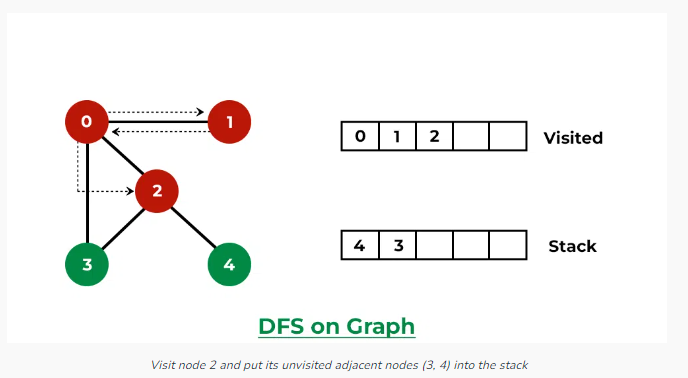 0 1
0 1 2 Visited
2
4 3 Stack
3 4
DFS on Graph
Visit node 2 and put its unvisited adjacent nodes (3, 4) into the stack